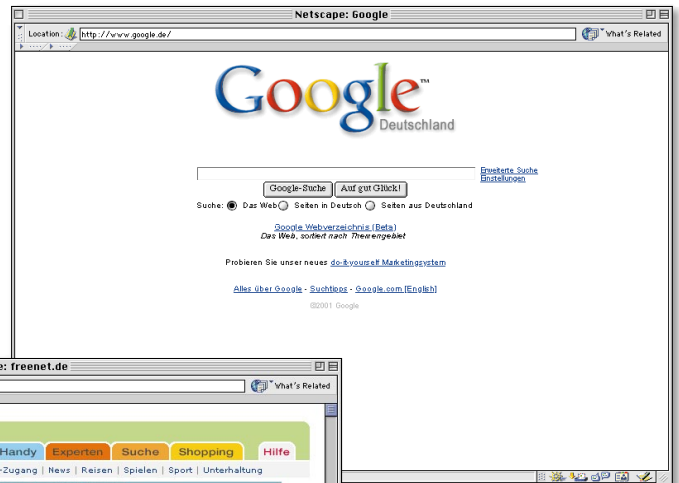 Netscape: Google
Location: http://www.google.de/ What's Related
Google™
Deutschland
Erweiterte Suche
Einstellungen
Google-Suche Auf gut Glück!
Suche: Das Web Seiten in Deutsch Seiten aus Deutschland
Google Webverzeichnis (Beta)
Das Web, sortiert nach Themengebiet
Probieren Sie unser neues do-it-yourself Marketingsystem
Alles über Google - Suchtipps - Google.com [English]
©2001 Google
e: freenet.de
What's Related
Handy Experten Suche Shopping Hilfe
-Zugang | News | Reisen | Spielen | Sport | Unterhaltung